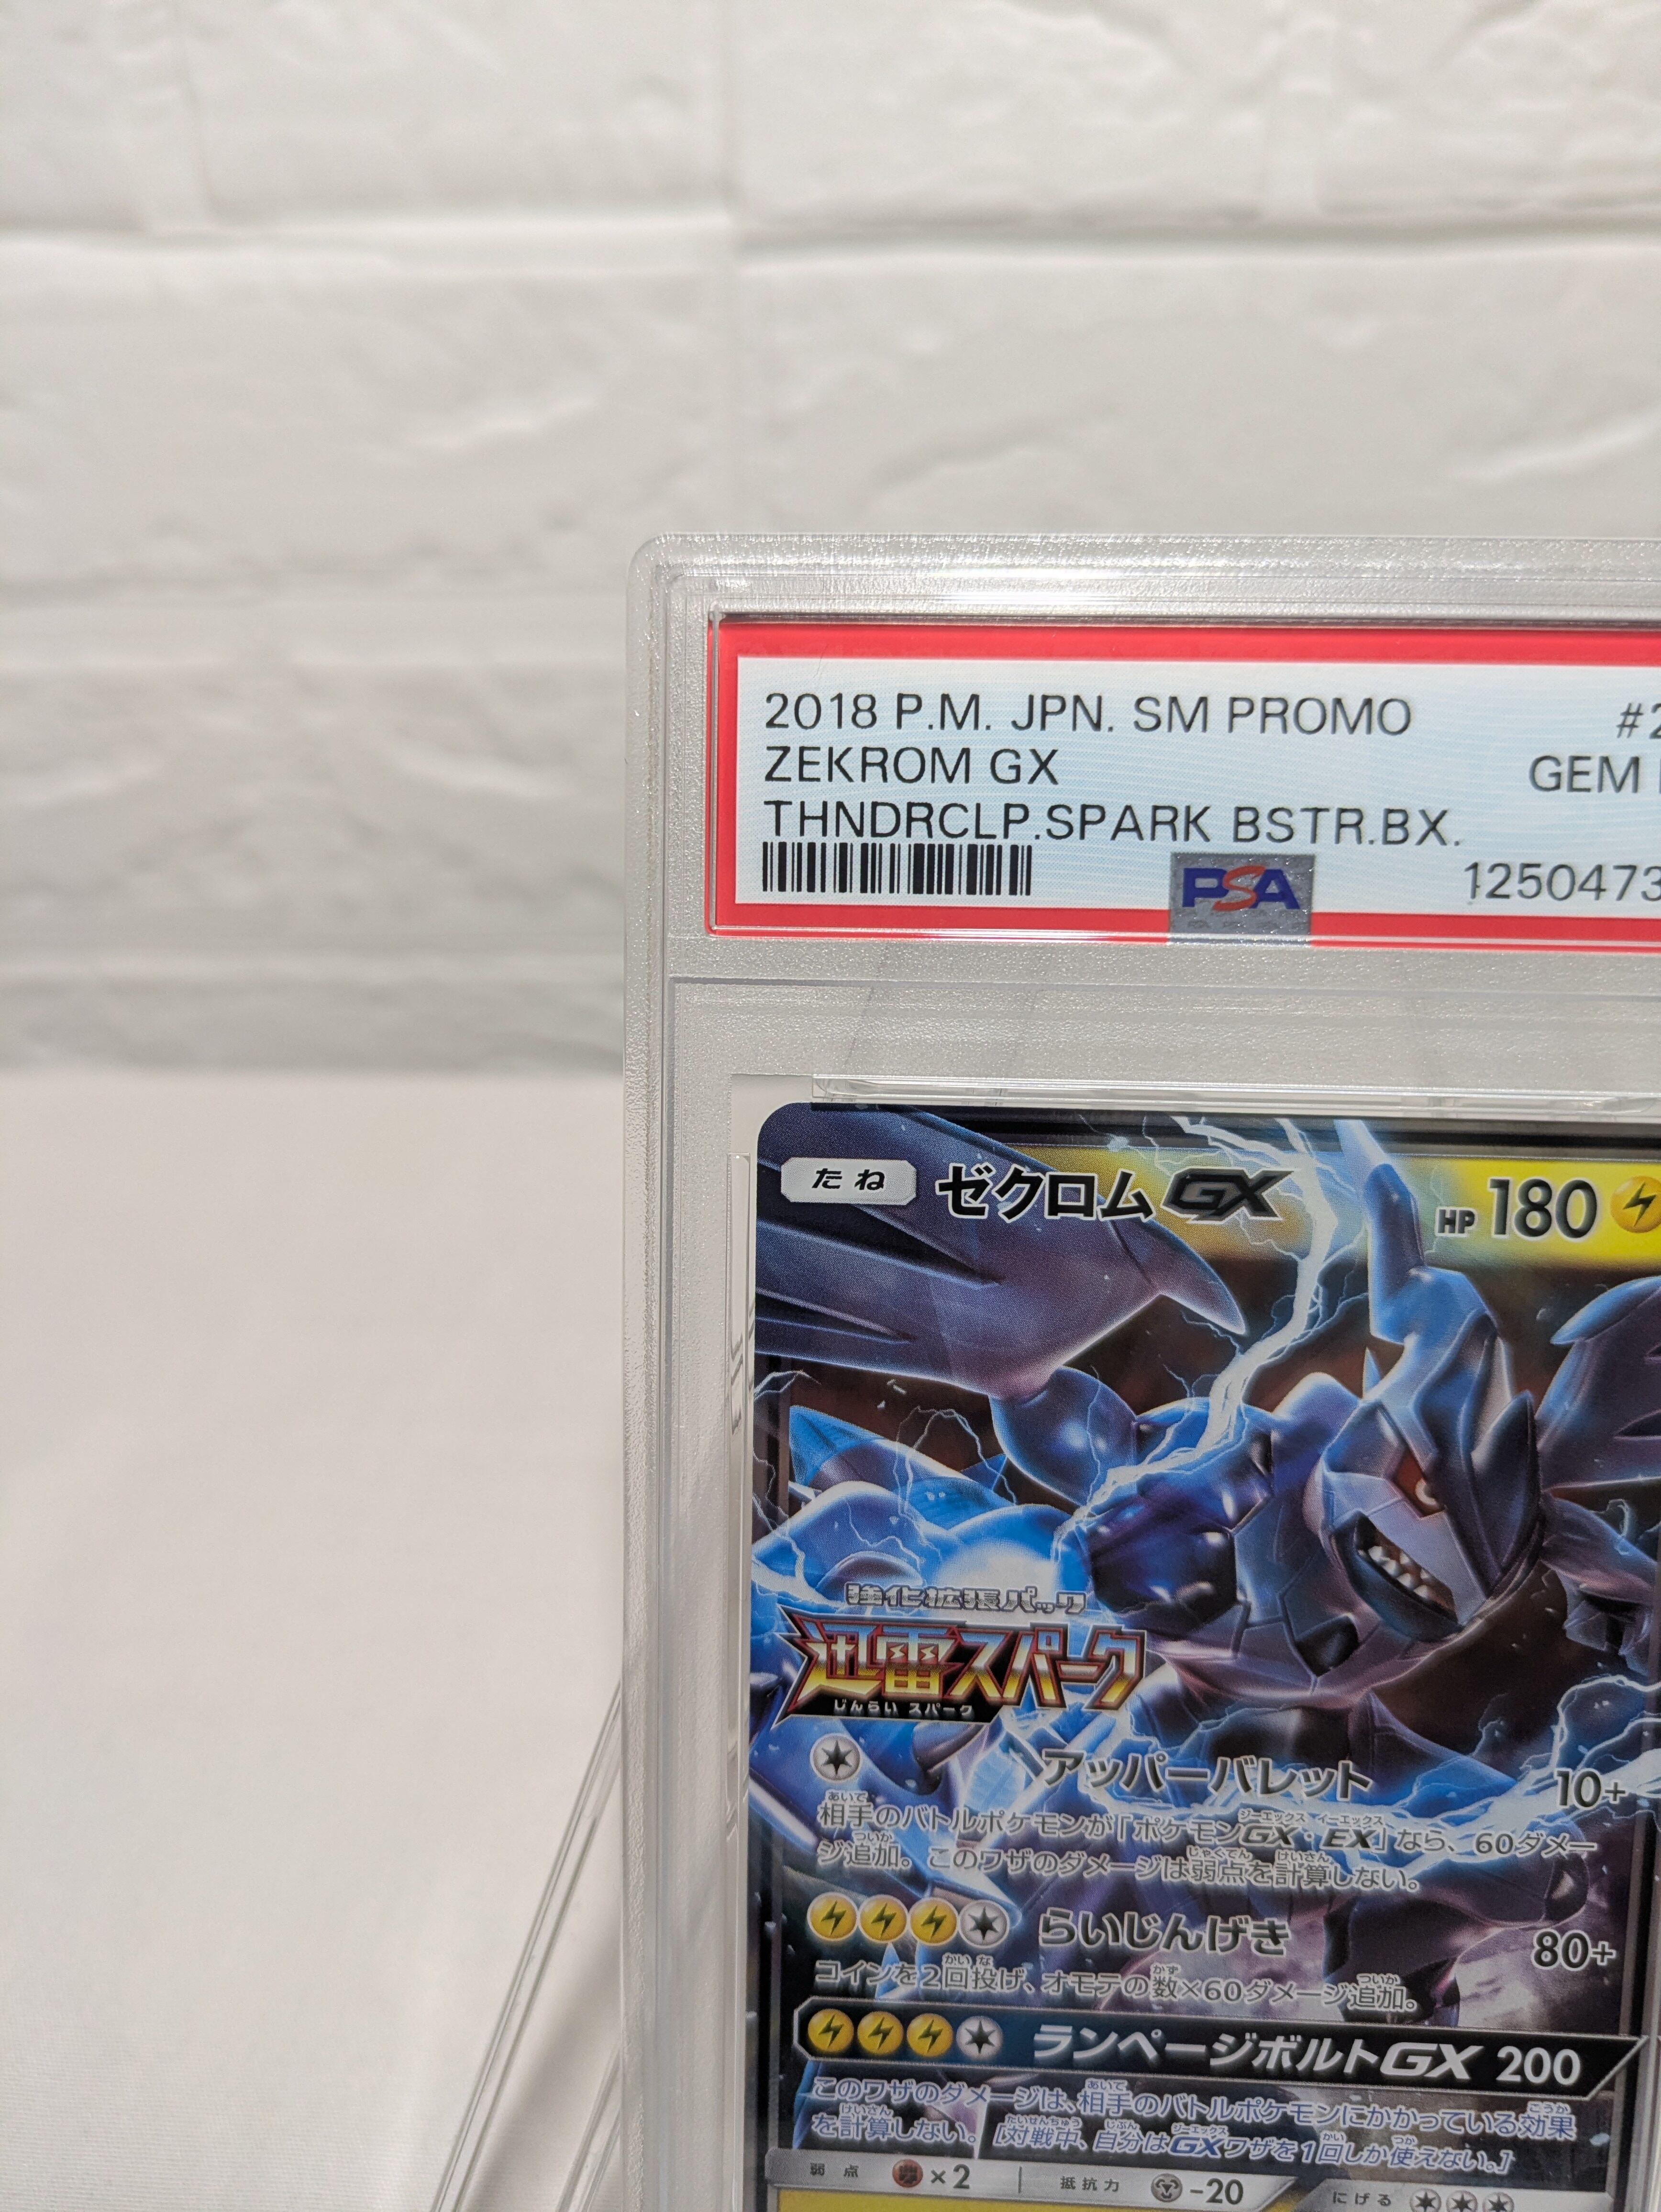 2018 P.M. JPN. SM PROMO #2
ZEKROM GX GEM
THNDRCLP.SPARK BSTR.BX.
PSA 1250473
たね ゼクロムGX HP 180
強化拡張パック
迅雷スパーク
じんらい スパーク
アッパーバレット 10+
相手のバトルポケモンが「ポケモンGX・EX」なら、60ダメー
ジ追加。このワザのダメージは弱点を計算しない。
らいじんげき 80+
コインを2回投げ、オモテの数×60ダメージ追加。
ランページボルトGX 200
このワザのダメージは、相手のバトルポケモンにかかっている効果
を計算しない。[対戦中、自分はGXワザを1回しか使えない。]
弱点 ×2 抵抗力 -20
にげる